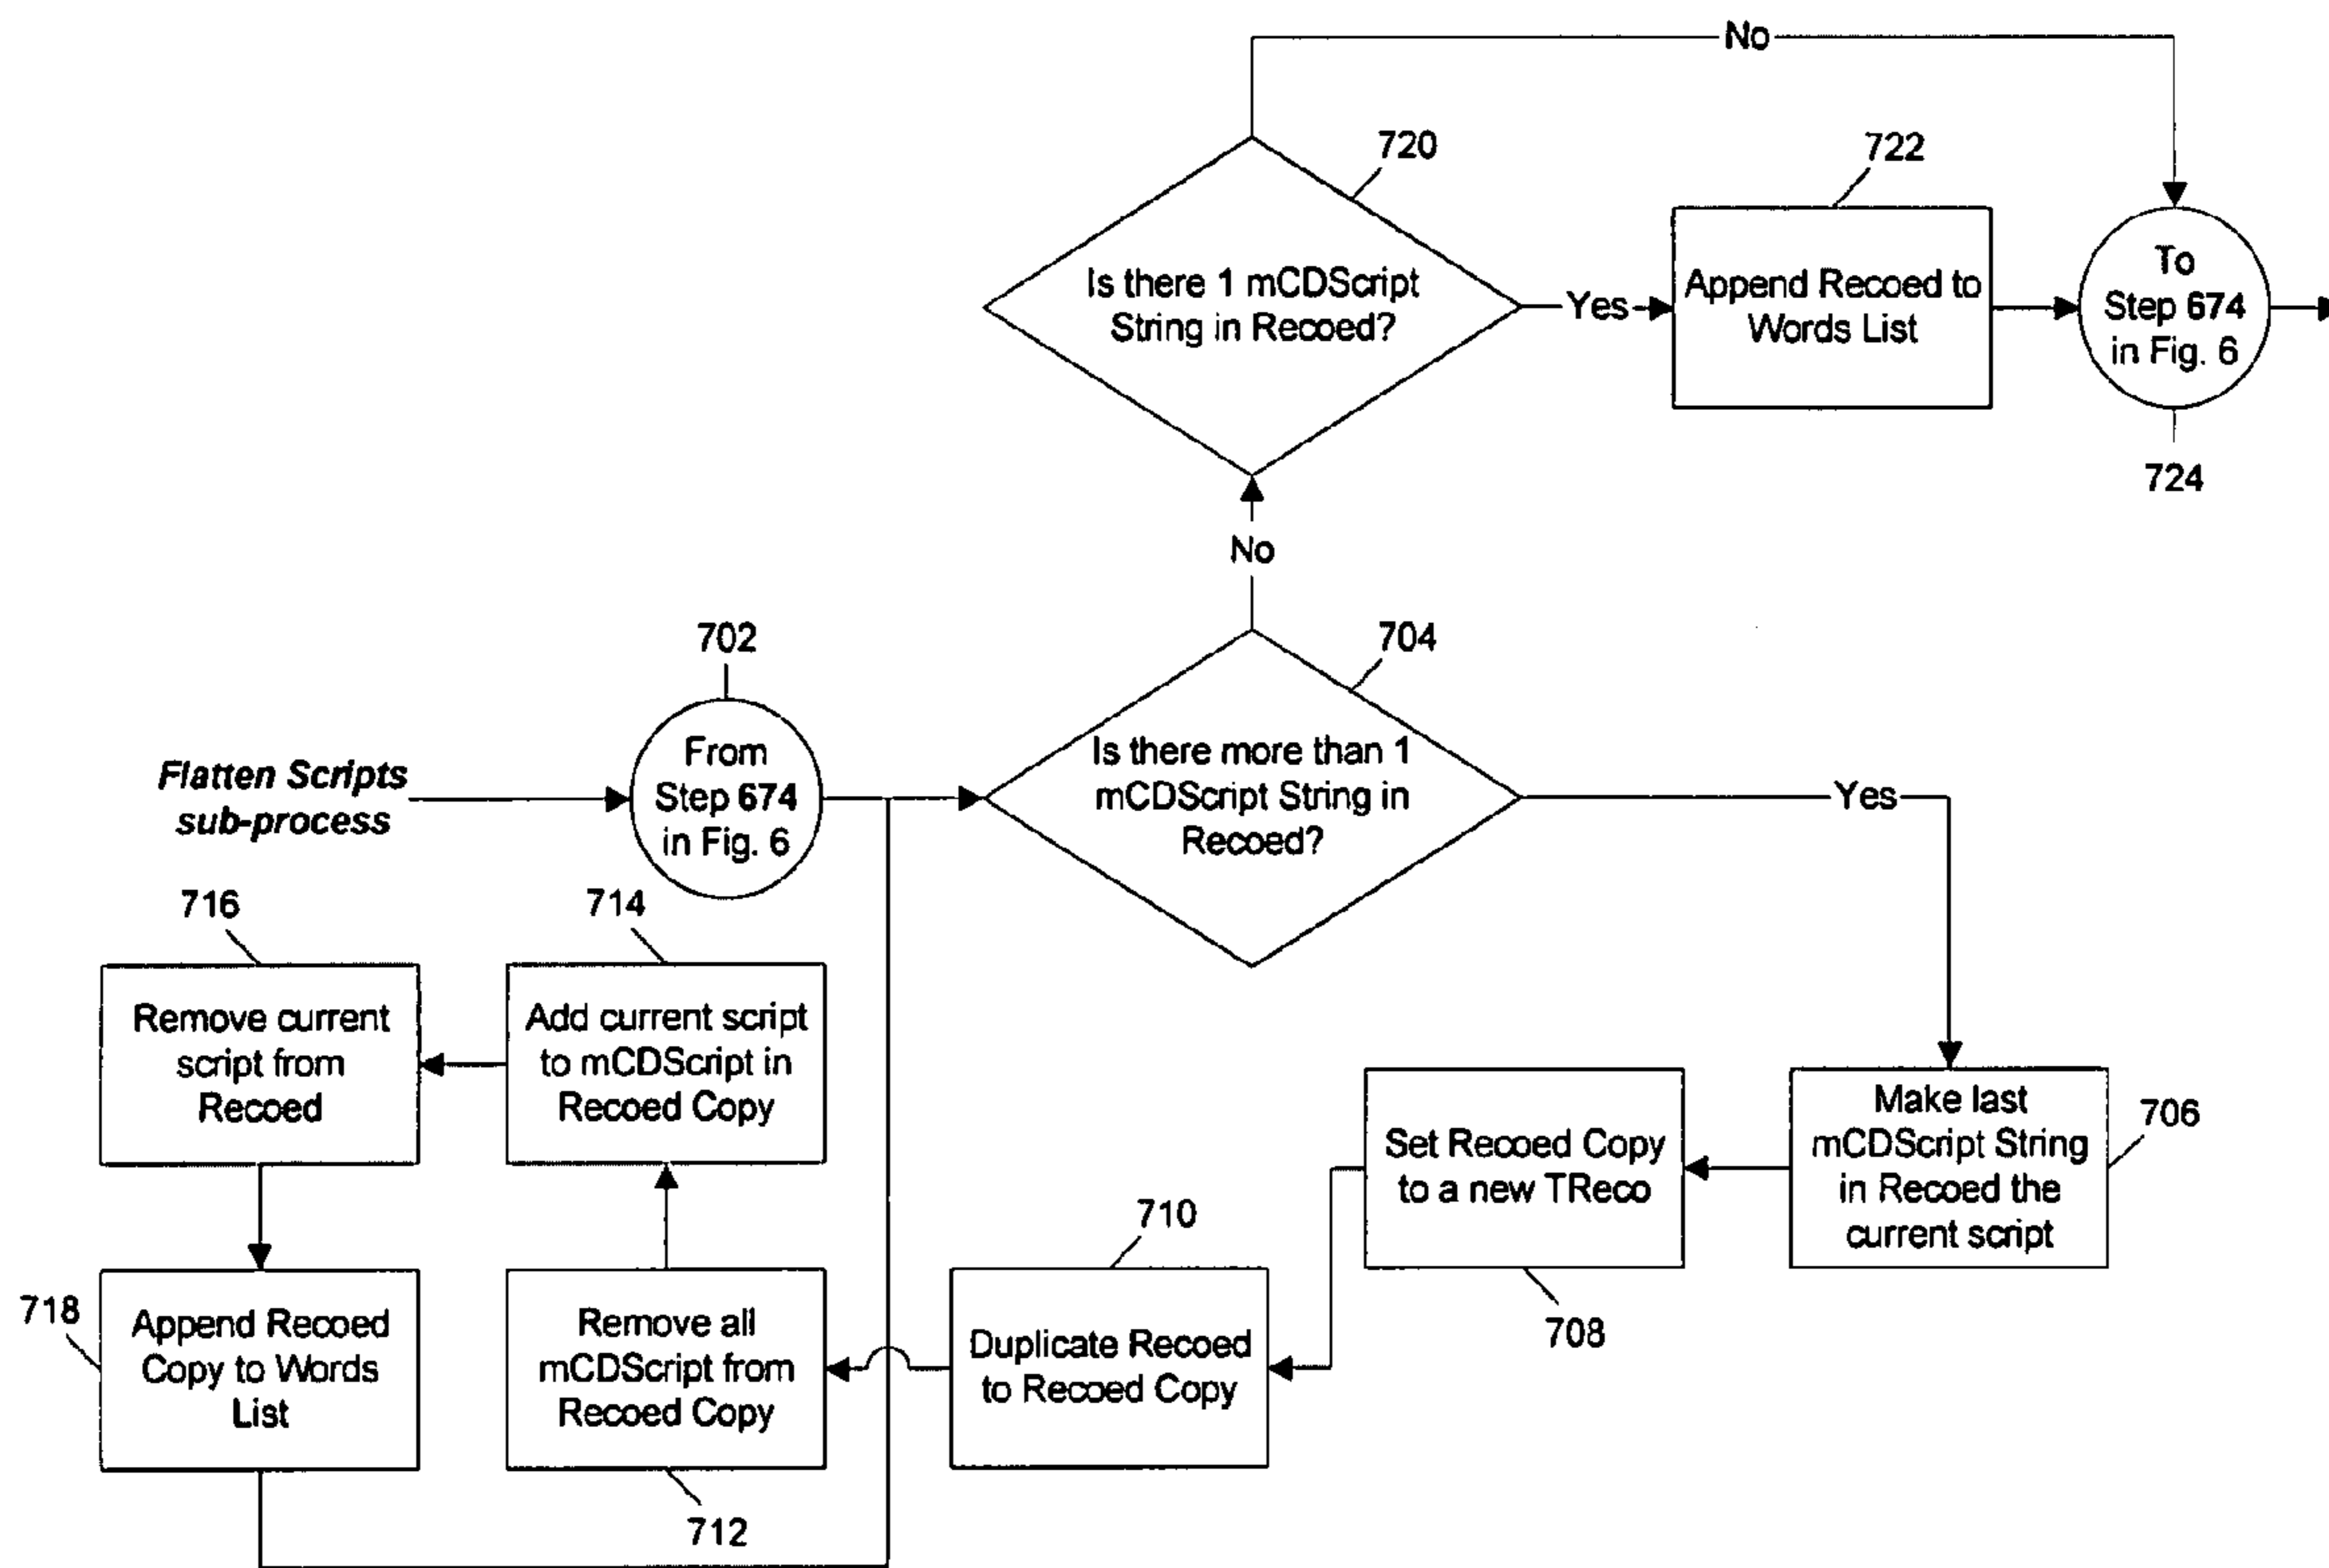 No
720
722
Is there 1 mCDScript
String in Recoed?
Yes
Append Recoed to
Words List
To
Step 674
in Fig. 6
724
No
702
704
Flatten Scripts
sub-process
From
Step 674
in Fig. 6
Is there more than 1
mCDScript String in
Recoed?
Yes
716
714
Remove current
script from
Recoed
Add current script
to mCDScript in
Recoed Copy
Set Recoed Copy
to a new TReco
Make last
mCDScript String
in Recoed the
current script
706
710
708
718
Append Recoed
Copy to Words
List
Remove all
mCDScript from
Recoed Copy
Duplicate Recoed
to Recoed Copy
712